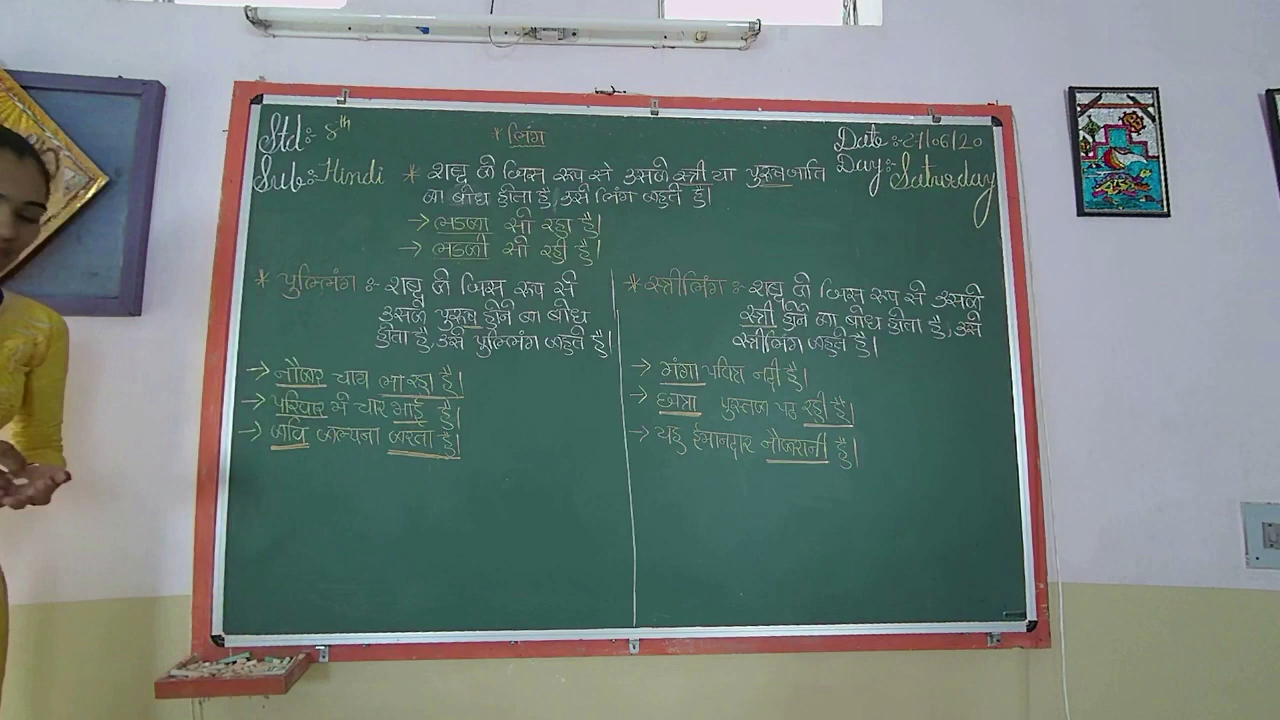 Std:- 8th
* लिंग
Date :- 27/06/20
Sub:- Hindi
Day:- Saturday
* शब्द के जिस रूप से उसके स्त्री या पुरूष जाति
का बोध होता है, उसे लिंग कहते है।
→ लडका सो रहा है।
→ लडकी सो रही है।
* पुल्लिंग :- शब्द के जिस रूप से
उसके पुरूष होने का बोध
होता है, उसे पुल्लिंग कहते है।
→ नौकर चाय ला रहा है।
→ परिवार में चार भाई है।
→ कवि कल्पना करता है।
* स्त्रीलिंग :- शब्द के जिस रूप से उसकी
स्त्री होने का बोध होता है, उसे
स्त्रीलिंग कहते है।
→ गंगा पवित्र नदी है।
→ छात्रा पुस्तक पढ रही है।
→ यह ईमानदार नौकरानी है।